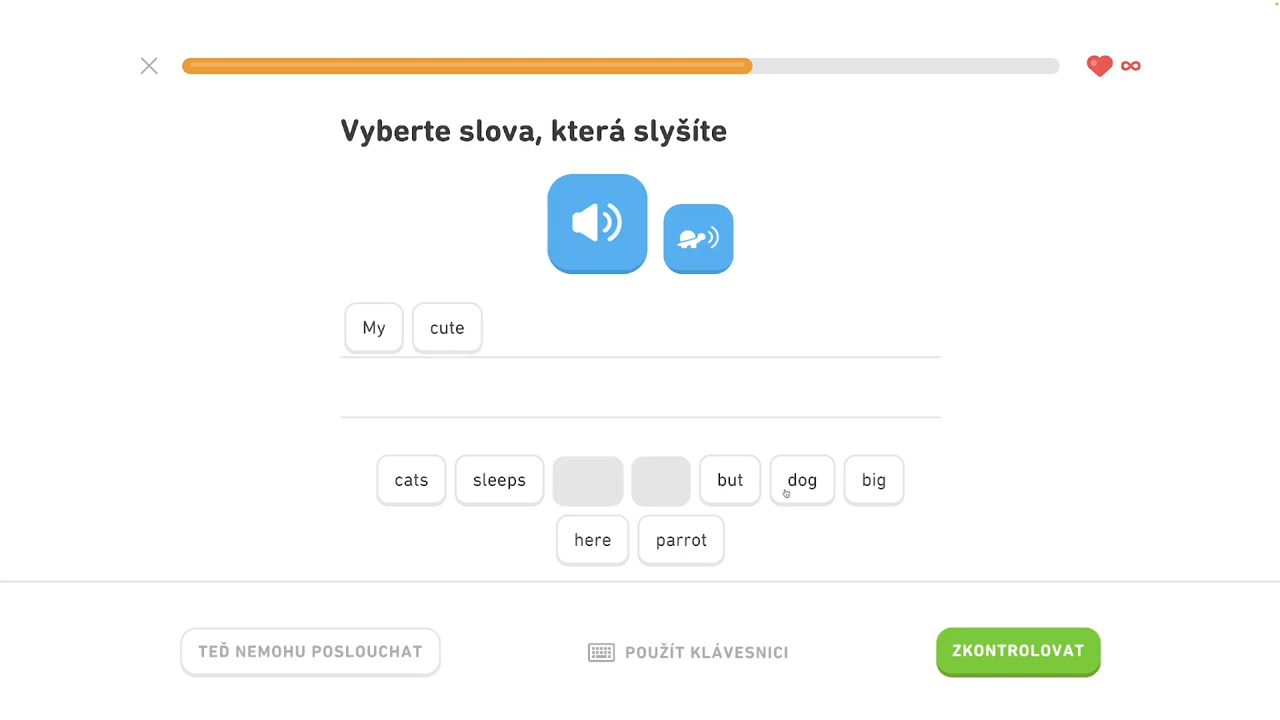 Vyberte slova, která slyšíte
My cute
cats sleeps but dog big
here parrot
TEĎ NEMOHU POSLOUCHAT POUŽÍT KLÁVESNICI ZKONTROLOVAT